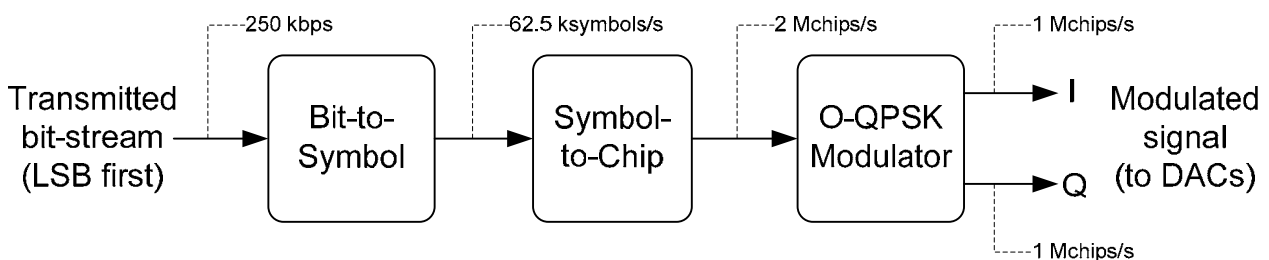 250 kbps
62.5 ksymbols/s
2 Mchips/s
1 Mchips/s
Transmitted
bit-stream
(LSB first)
Bit-to-
Symbol
Symbol-
to-Chip
O-QPSK
Modulator
I
Q
Modulated
signal
(to DACs)
1 Mchips/s